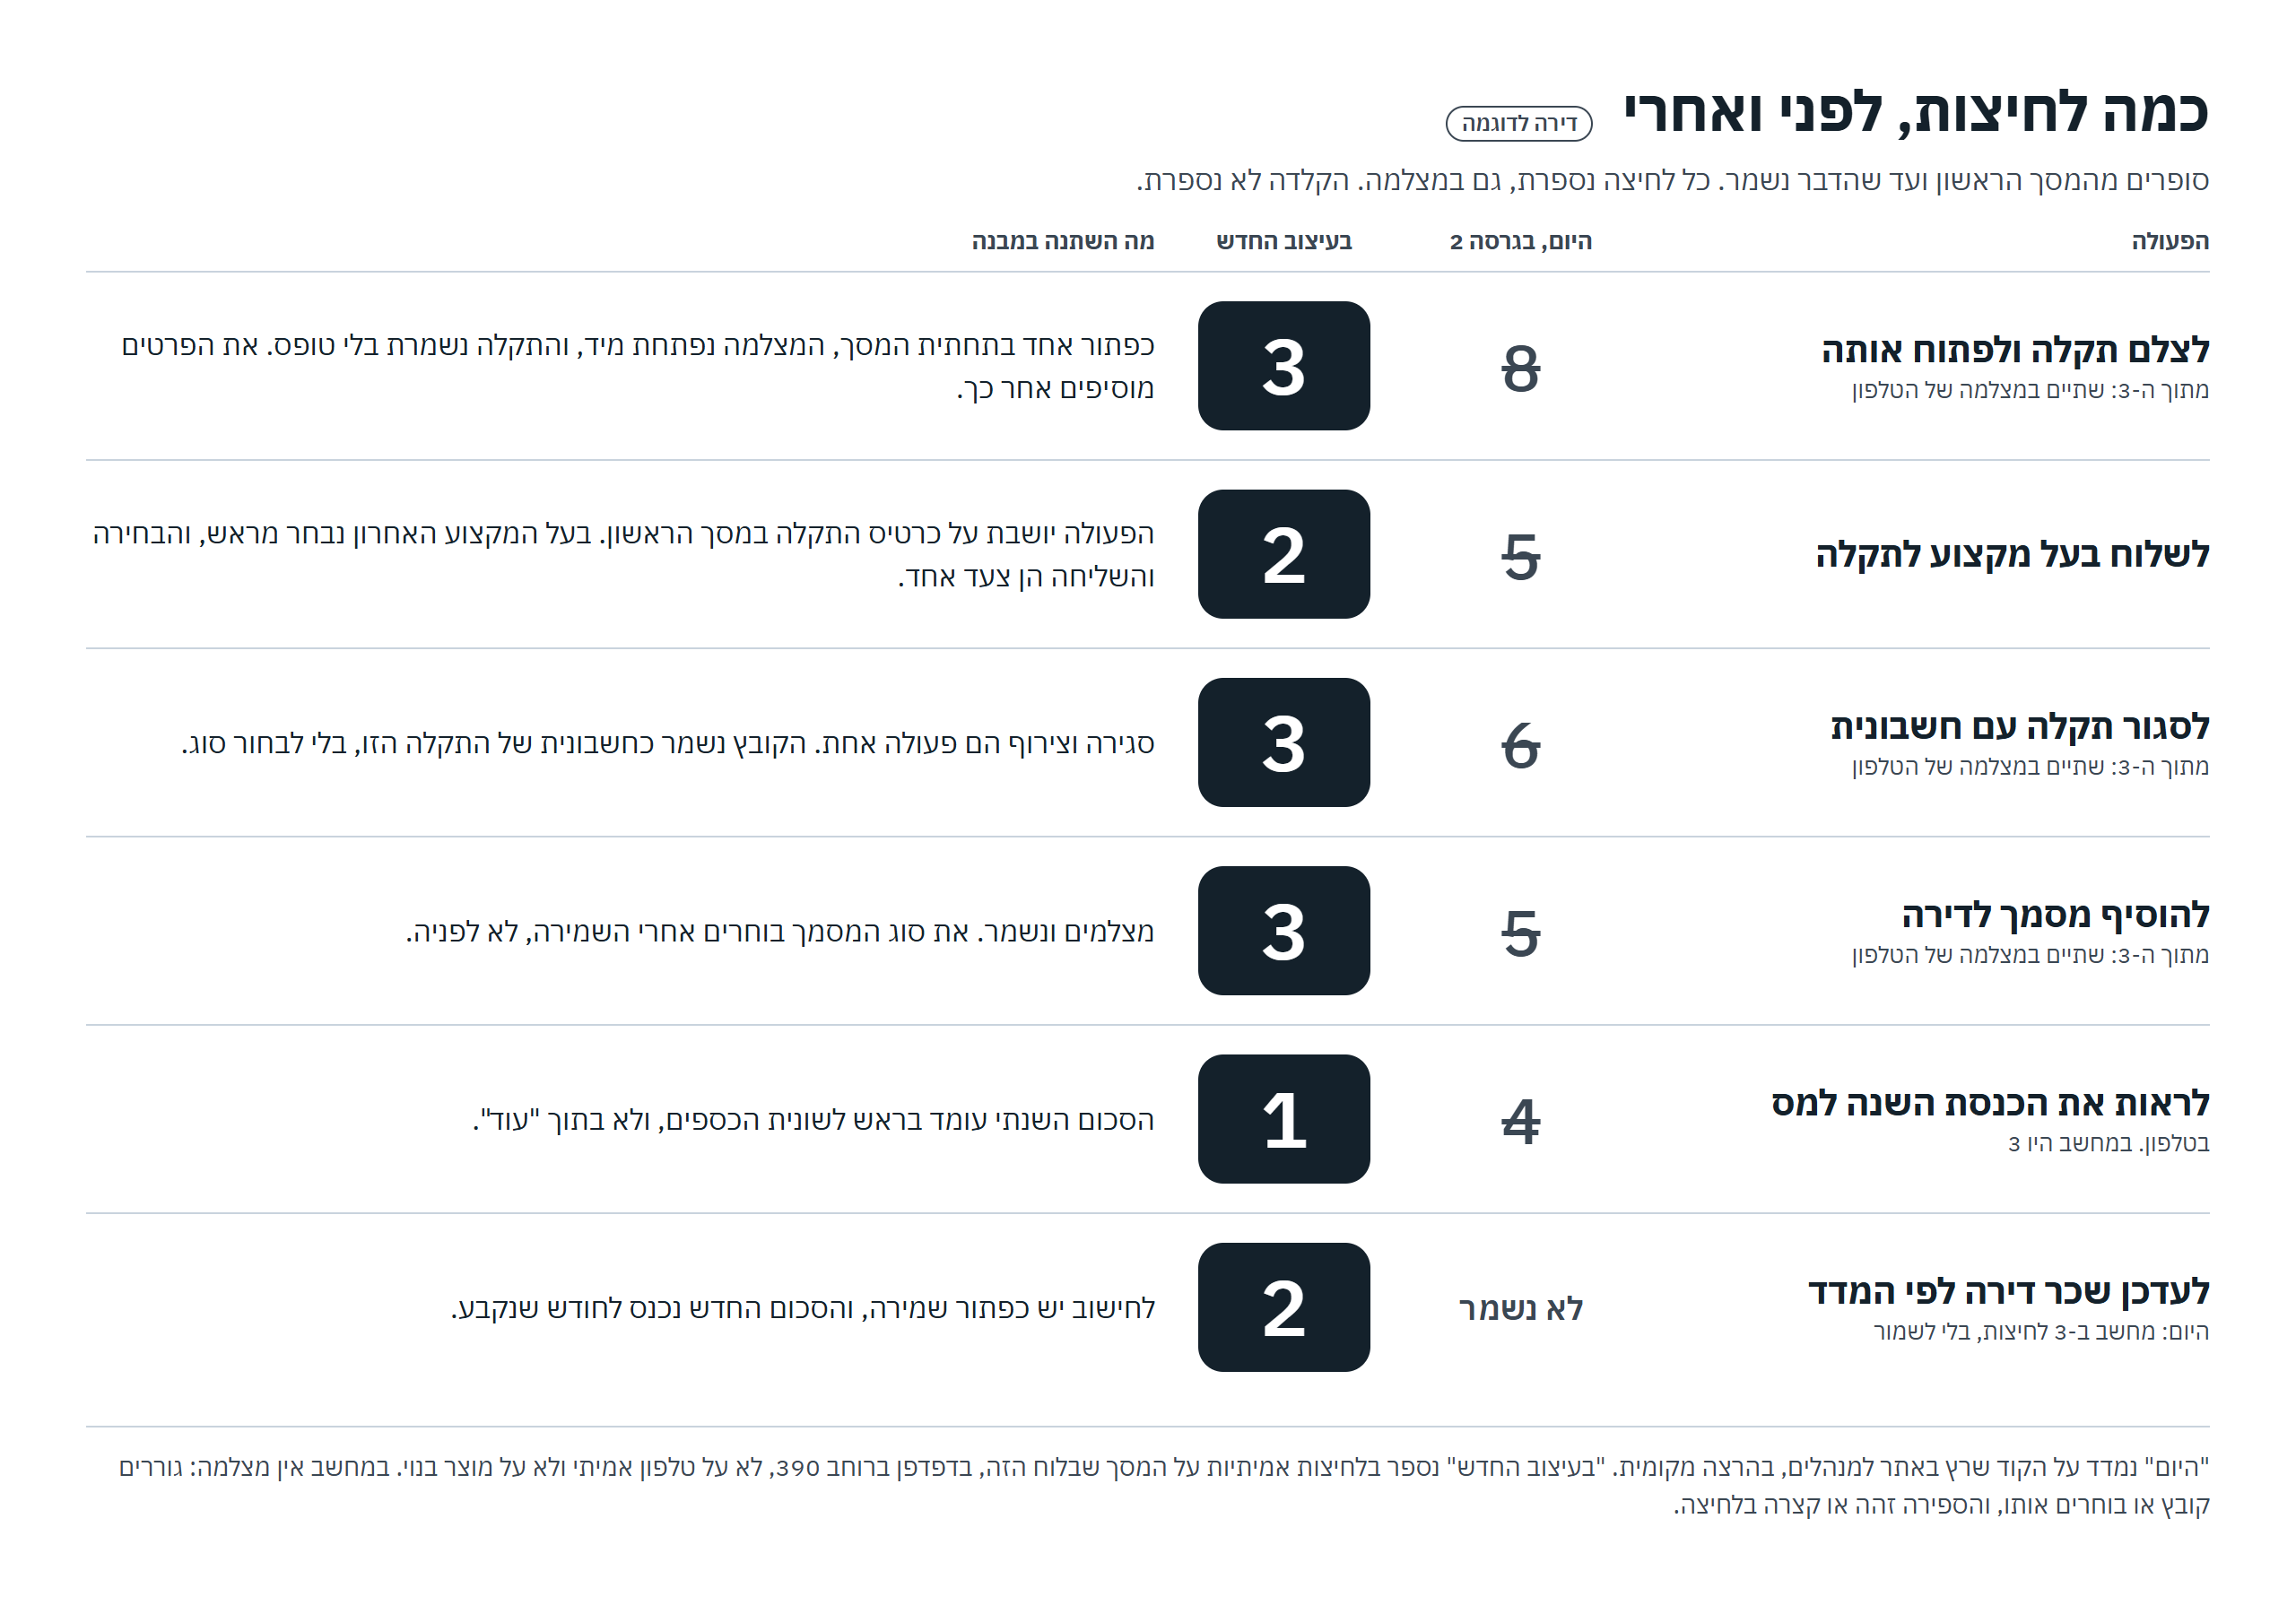 כמה לחיצות, לפני ואחרי
דירה לדוגמה
סופרים מהמסך הראשון ועד שהדבר נשמר. כל לחיצה נספרת, גם במצלמה. הקלדה לא נספרת.
הפעולה
היום, בגרסה 2
בעיצוב החדש
מה השתנה במבנה
לצלם תקלה ולפתוח אותה
מתוך ה-3: שתיים במצלמה של הטלפון
8
3
כפתור אחד בתחתית המסך, המצלמה נפתחת מיד, והתקלה נשמרת בלי טופס. את הפרטים
מוסיפים אחר כך.
לשלוח בעל מקצוע לתקלה
5
2
הפעולה יושבת על כרטיס התקלה במסך הראשון. בעל המקצוע האחרון נבחר מראש, והבחירה
והשליחה הן צעד אחד.
לסגור תקלה עם חשבונית
מתוך ה-3: שתיים במצלמה של הטלפון
6
3
סגירה וצירוף הם פעולה אחת. הקובץ נשמר כחשבונית של התקלה הזו, בלי לבחור סוג.
להוסיף מסמך לדירה
מתוך ה-3: שתיים במצלמה של הטלפון
5
3
מצלמים ונשמר. את סוג המסמך בוחרים אחרי השמירה, לא לפניה.
לראות את הכנסת השנה למס
בטלפון. במחשב היו 3
4
1
הסכום השנתי עומד בראש לשונית הכספים, ולא בתוך "עוד".
לעדכן שכר דירה לפי המדד
היום: מחשב ב-3 לחיצות, בלי לשמור
לא נשמר
2
לחישוב יש כפתור שמירה, והסכום החדש נכנס לחודש שנקבע.
"היום" נמדד על הקוד שרץ באתר למנהלים, בהרצה מקומית. "בעיצוב החדש" נספר בלחיצות אמיתיות על המסך שבלוח הזה, בדפדפן ברוחב 390, לא על טלפון אמיתי ולא על מוצר בנוי. במחשב אין מצלמה: גוררים
קובץ או בוחרים אותו, והספירה זהה או קצרה בלחיצה.